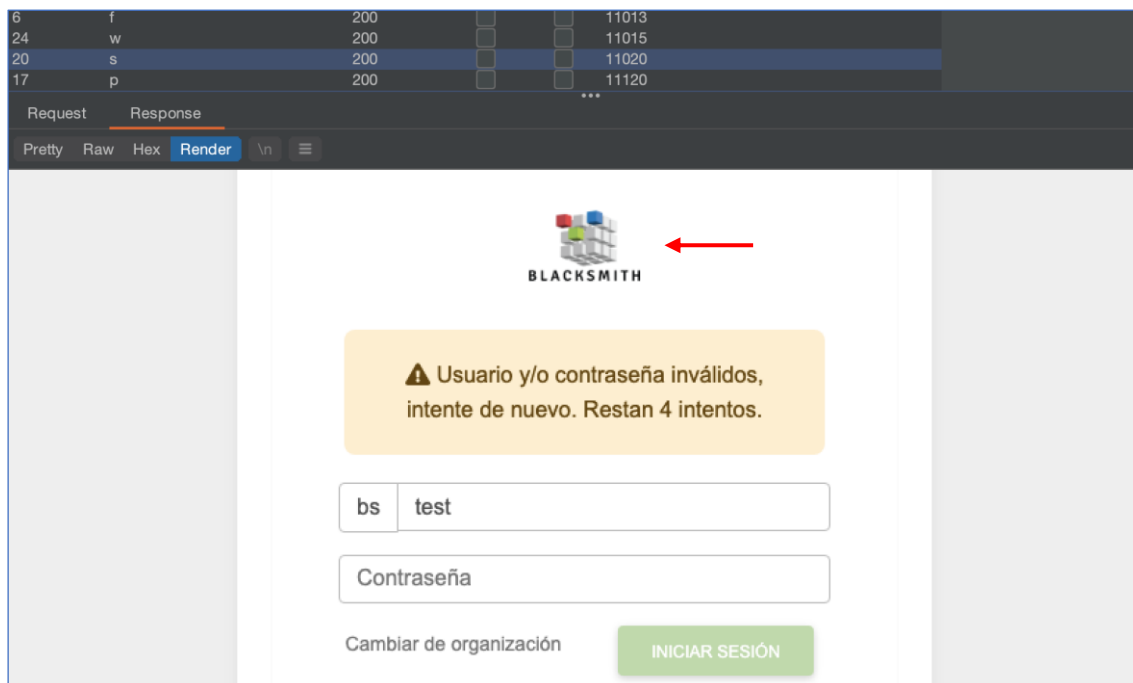 6 f 200 11013
24 w 200 11015
20 s 200 11020
17 p 200 11120
Request Response
Pretty Raw Hex Render \n
BLACKSMITH
Usuario y/o contraseña inválidos,
intente de nuevo. Restan 4 intentos.
bs test
Contraseña
Cambiar de organización INICIAR SESIÓN